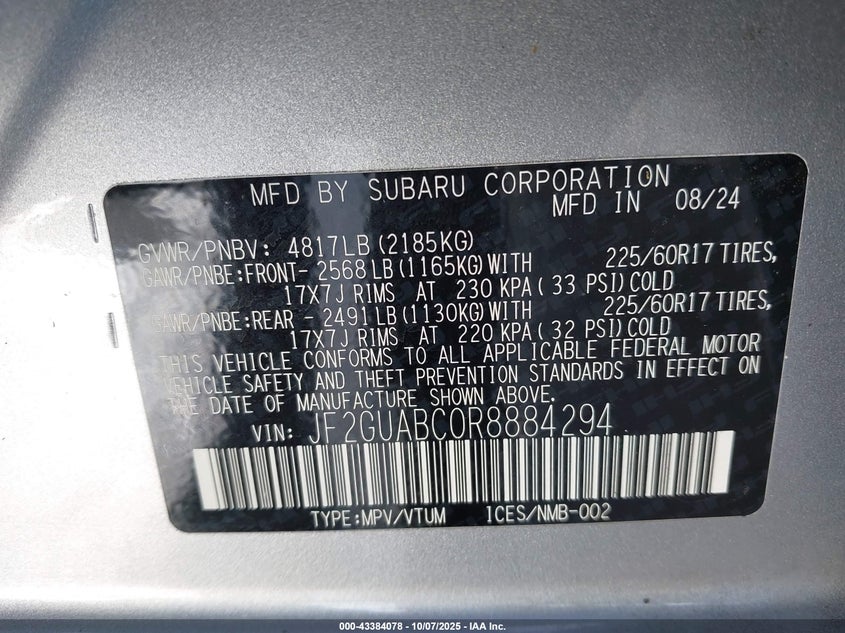 MFD BY SUBARU CORPORATION
MFD IN 08/24
GVWR/PNBV: 4817LB (2185KG)
GAWR/PNBE:FRONT- 2568LB (1165KG)WITH 225/60R17 TIRES,
17X7J RIMS AT 230 KPA( 33 PSI)COLD
GAWR/PNBE:REAR - 2491LB (1130KG)WITH 225/60R17 TIRES,
17X7J RIMS AT 220 KPA( 32 PSI)COLD
THIS VEHICLE CONFORMS TO ALL APPLICABLE FEDERAL MOTOR
VEHICLE SAFETY AND THEFT PREVENTION STANDARDS IN EFFECT ON
THE DATE OF MANUFACTURE SHOWN ABOVE.
VIN: JF2GUABC0R8884294
TYPE:MPV/VTUM ICES/NMB-002
000-43384078 - 10/07/2025 - IAA Inc.